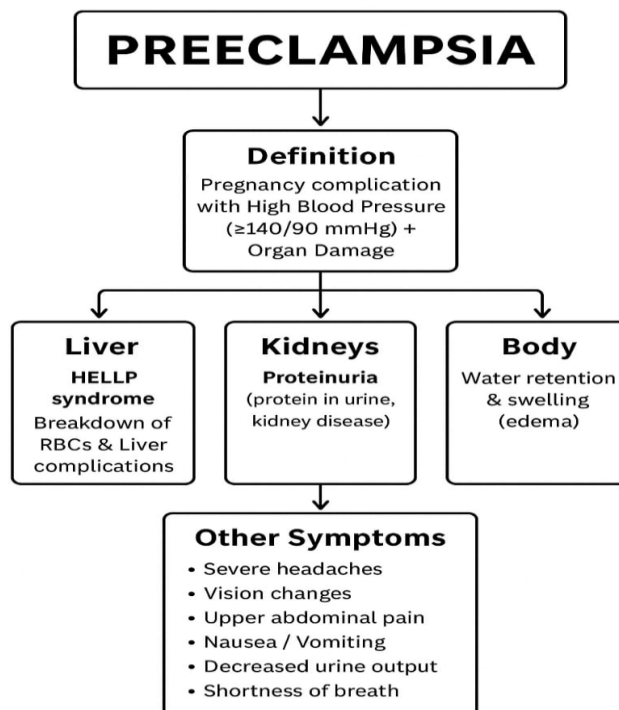 PREECLAMPSIA
Definition
Pregnancy complication
with High Blood Pressure
(≥140/90 mmHg) +
Organ Damage
Liver
HELLP
syndrome
Breakdown of
RBCs & Liver
complications
Kidneys
Proteinuria
(protein in urine,
kidney disease)
Body
Water retention
& swelling
(edema)
Other Symptoms
• Severe headaches
• Vision changes
• Upper abdominal pain
• Nausea / Vomiting
• Decreased urine output
• Shortness of breath